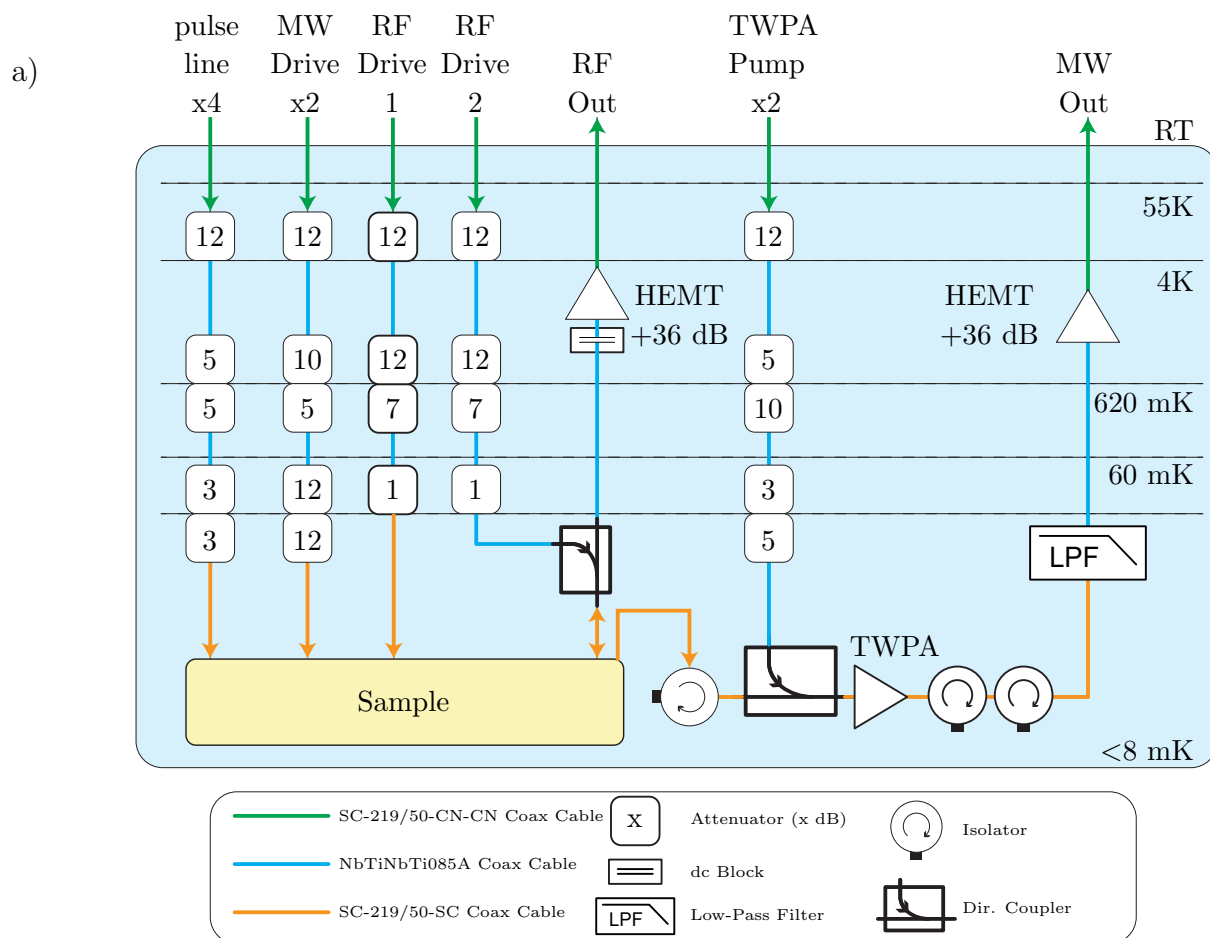 a)
pulse line x4
MW Drive x2
RF Drive 1
RF Drive 2
RF Out
TWPA Pump x2
MW Out
RT
55K
12 12 12 12 12
4K
HEMT +36 dB
HEMT +36 dB
5 10 12 12 5
620 mK
5 5 7 7 10
60 mK
3 12 1 1 3
3 12 5
LPF
TWPA
Sample
<8 mK
SC-219/50-CN-CN Coax Cable
x
Attenuator (x dB)
Isolator
NbTiNbTi085A Coax Cable
dc Block
SC-219/50-SC Coax Cable
LPF
Low-Pass Filter
Dir. Coupler